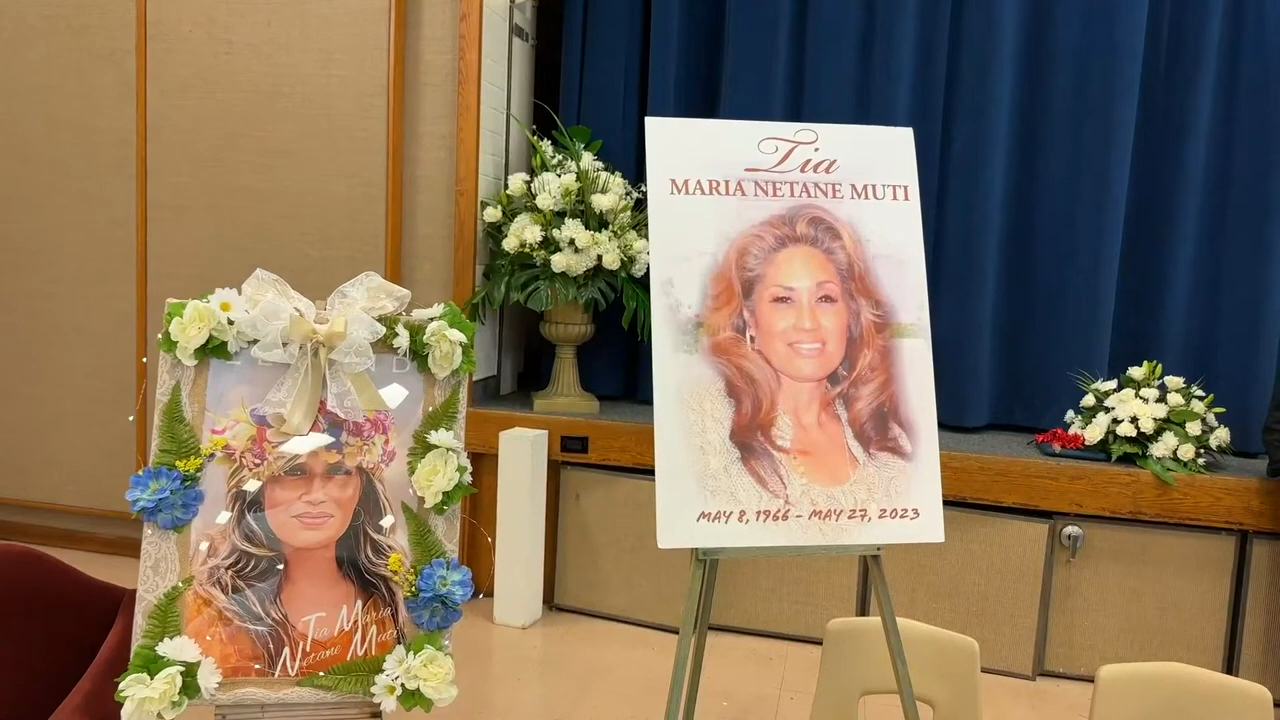 Tia
MARIA NETANE MUTI
MAY 8, 1966 - MAY 27, 2023
Tia Maria
Netane Muti